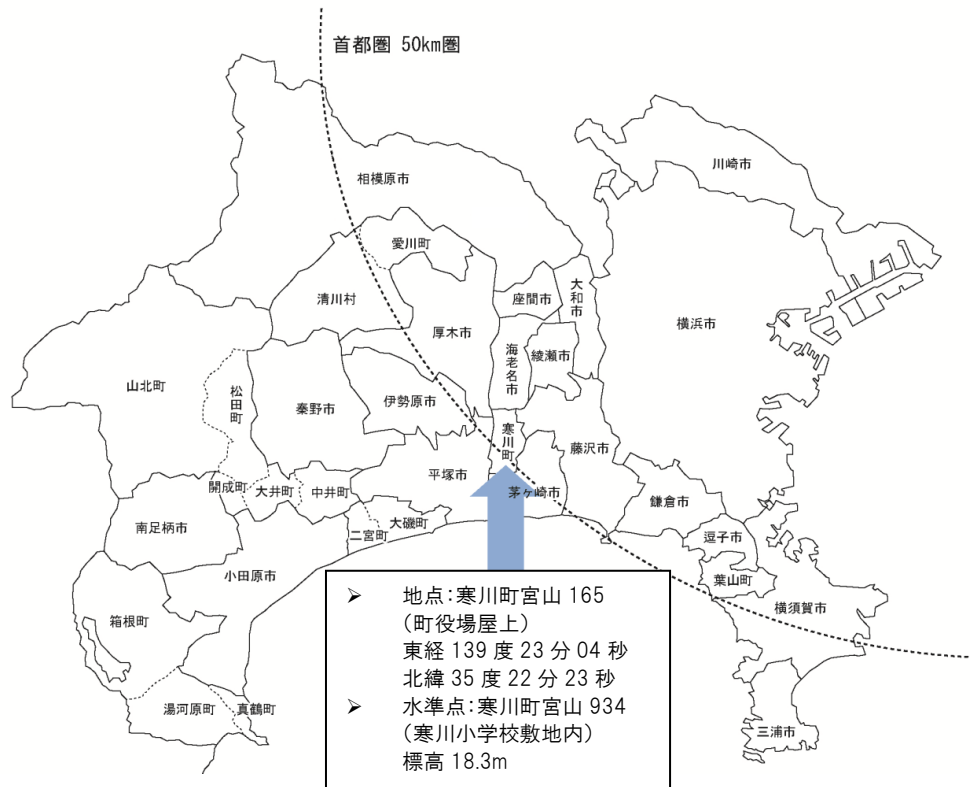 首都圏 50km圏
川崎市
相模原市
愛川町
大和市
座間市
清川村
横浜市
厚木市
海老名市
綾瀬市
山北町
松田町
秦野市
伊勢原市
寒川町
藤沢市
平塚市
開成町
大井町
中井町
茅ヶ崎市
鎌倉市
南足柄市
大磯町
二宮町
逗子市
小田原市
葉山町
横須賀市
箱根町
湯河原町
真鶴町
三浦市
➢ 地点:寒川町宮山 165
(町役場屋上)
東経 139 度 23 分 04 秒
北緯 35 度 22 分 23 秒
➢ 水準点:寒川町宮山 934
(寒川小学校敷地内)
標高 18.3m